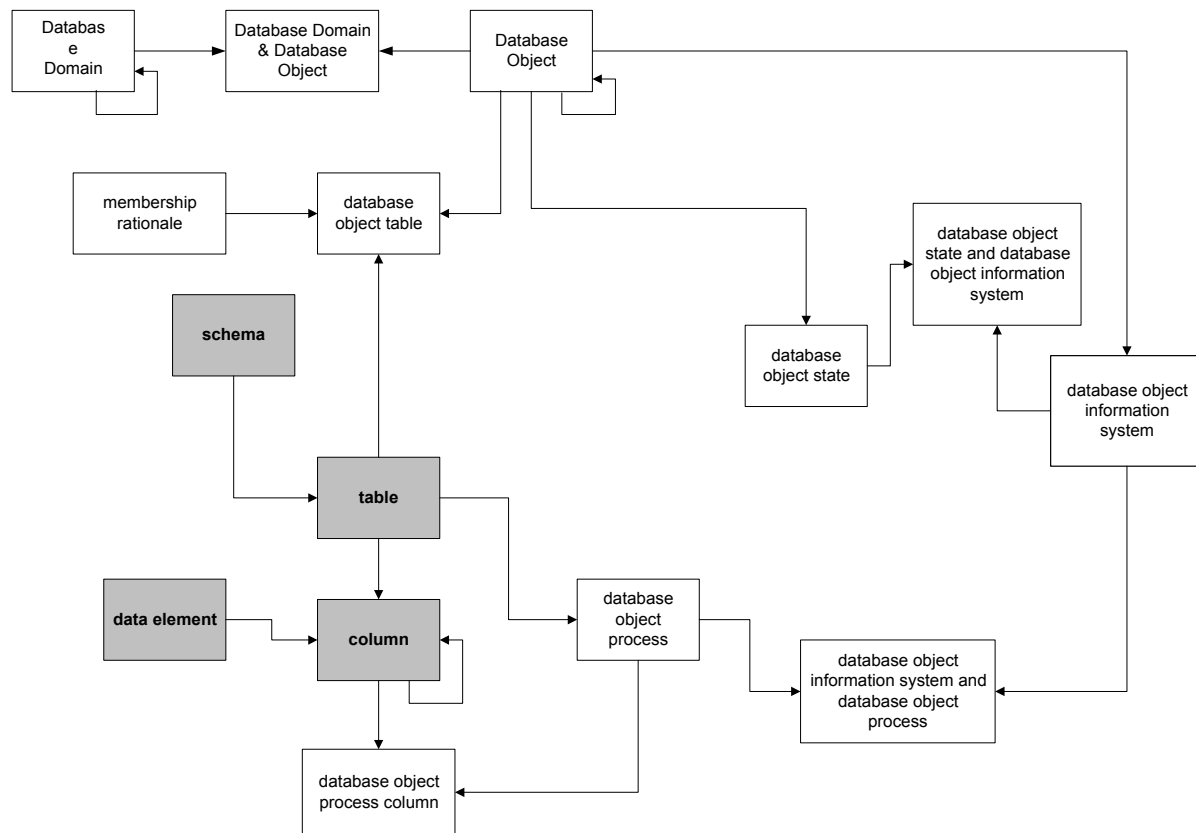 Databas
e
Domain
Database Domain
& Database
Object
Database
Object
membership
rationale
database
object table
database object
state and database
object information
system
schema
database
object state
database object
information
system
table
data element
column
database
object
process
database object
information system and
database object
process
database object
process column